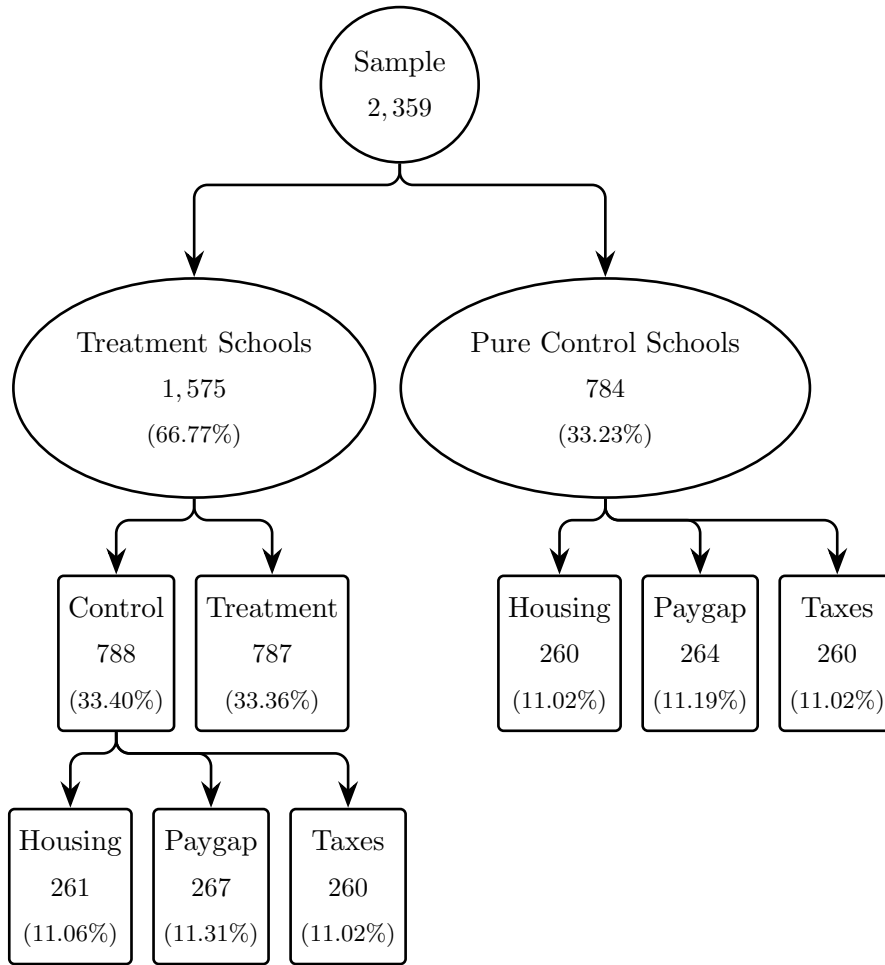 Sample
2, 359
Treatment Schools
1, 575
(66.77%)
Pure Control Schools
784
(33.23%)
Control
788
(33.40%)
Treatment
787
(33.36%)
Housing
260
(11.02%)
Paygap
264
(11.19%)
Taxes
260
(11.02%)
Housing
261
(11.06%)
Paygap
267
(11.31%)
Taxes
260
(11.02%)